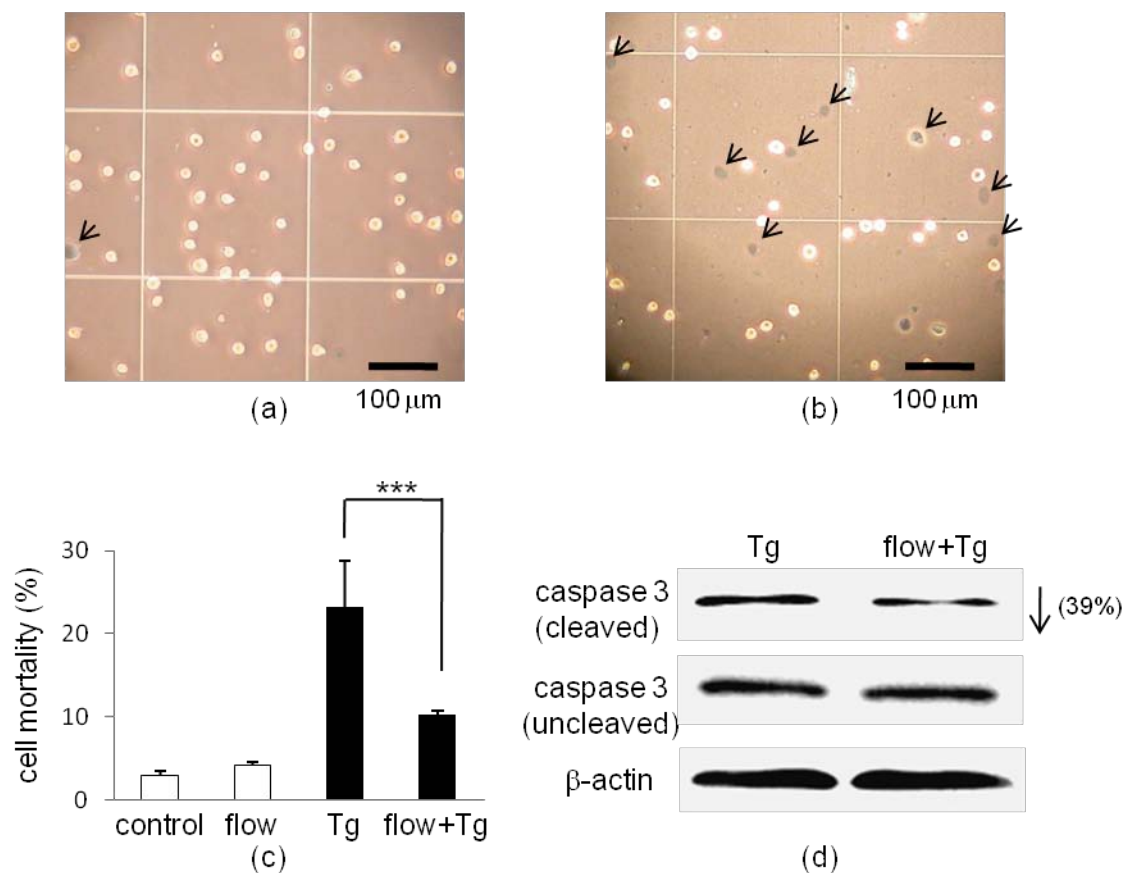 100 μm
(a)
100 μm
(b)
***
30
20
10
0
cell mortality (%)
control flow Tg flow+Tg
(c)
Tg flow+Tg
caspase 3
(cleaved)
(39%)
caspase 3
(uncleaved)
β-actin
(d)